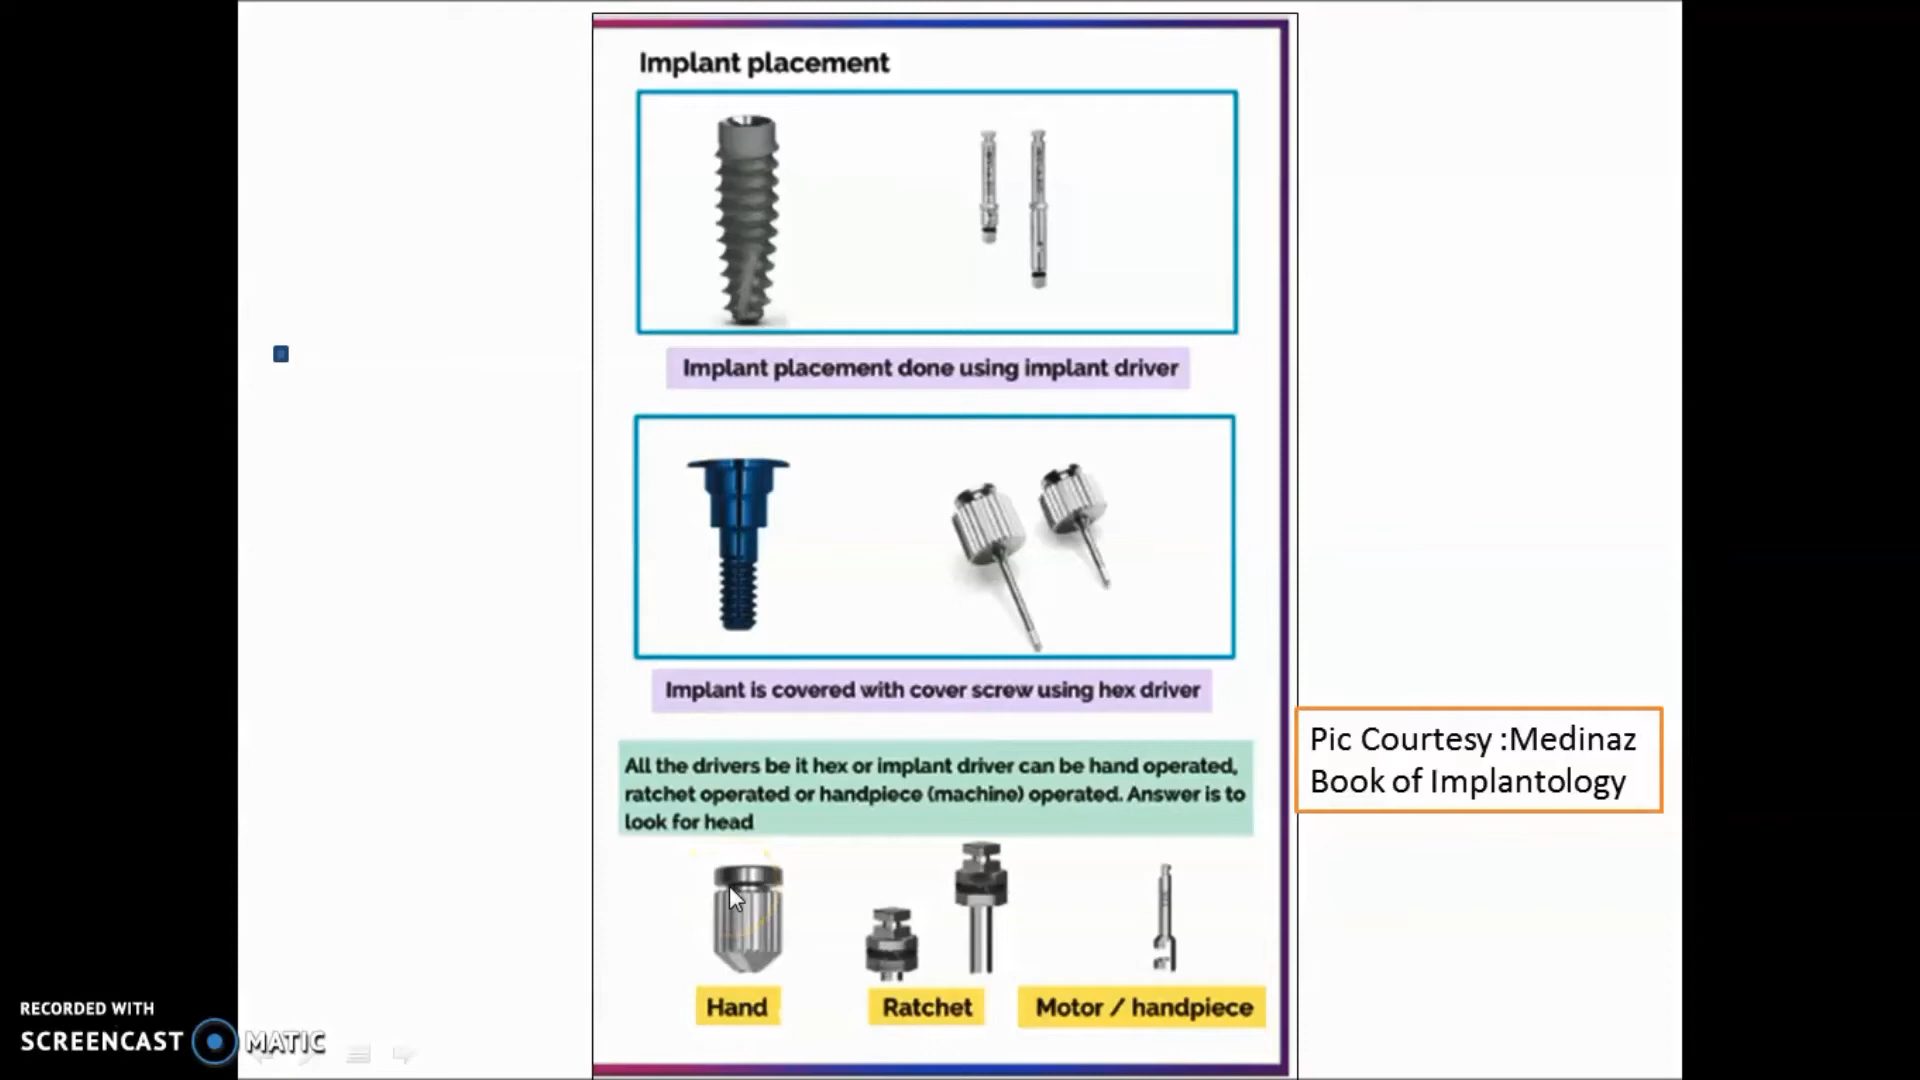 Implant placement
Implant placement done using implant driver
Implant is covered with cover screw using hex driver
All the drivers be it hex or implant driver can be hand operated,
ratchet operated or handpiece (machine) operated. Answer is to
look for head
Hand
Ratchet
Motor / handpiece
Pic Courtesy :Medinaz
Book of Implantology
RECORDED WITH
SCREENCAST MATIC